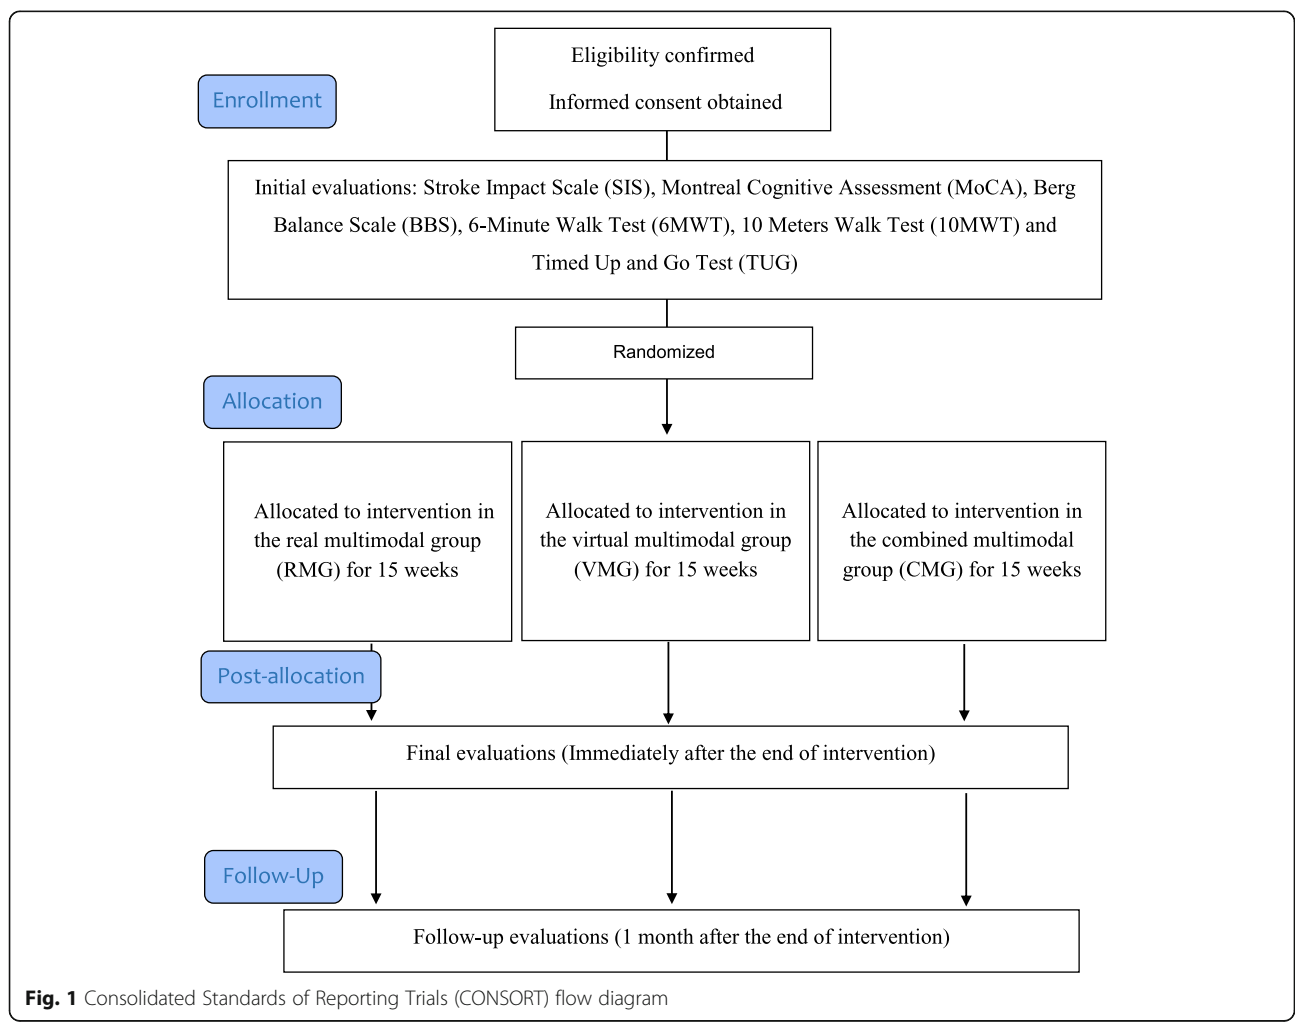 Eligibility confirmed
Informed consent obtained
Enrollment
Initial evaluations: Stroke Impact Scale (SIS), Montreal Cognitive Assessment (MoCA), Berg
Balance Scale (BBS), 6-Minute Walk Test (6MWT), 10 Meters Walk Test (10MWT) and
Timed Up and Go Test (TUG)
Randomized
Allocation
Allocated to intervention in
the real multimodal group
(RMG) for 15 weeks
Allocated to intervention in
the virtual multimodal group
(VMG) for 15 weeks
Allocated to intervention in
the combined multimodal
group (CMG) for 15 weeks
Post-allocation
Final evaluations (Immediately after the end of intervention)
Follow-Up
Follow-up evaluations (1 month after the end of intervention)
Fig. 1 Consolidated Standards of Reporting Trials (CONSORT) flow diagram